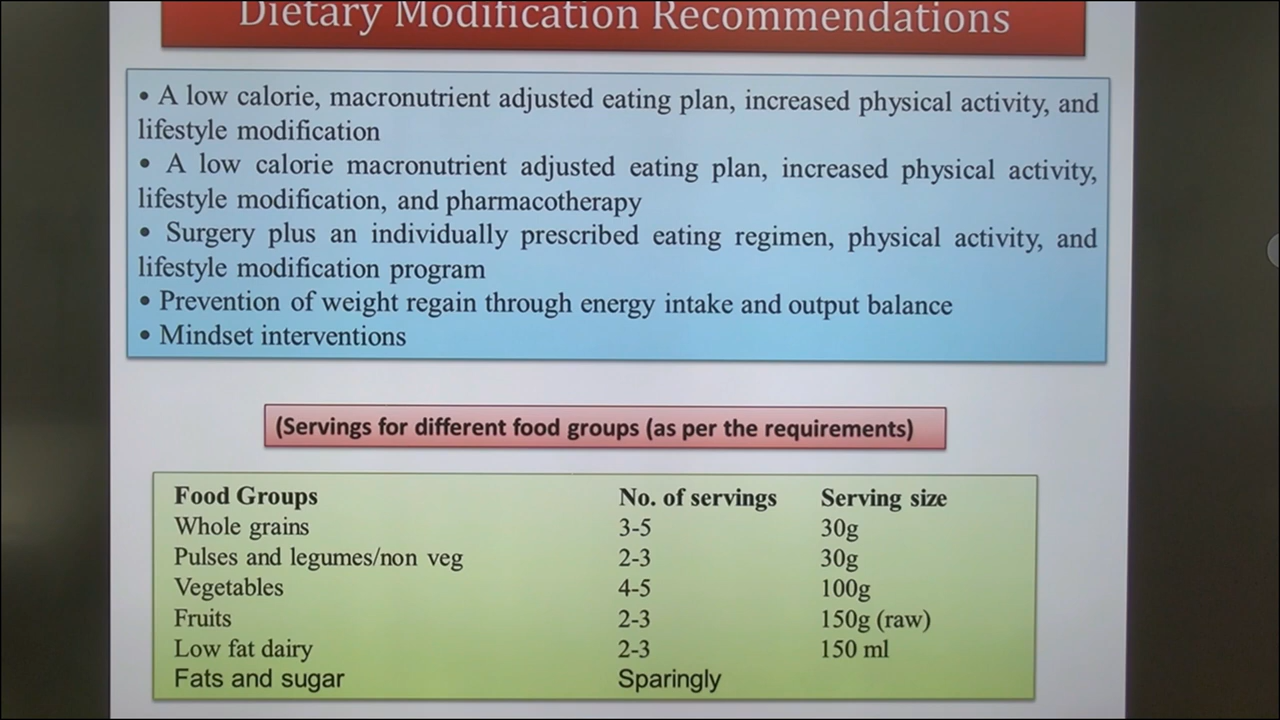 Dietary Modification Recommendations
• A low calorie, macronutrient adjusted eating plan, increased physical activity, and
lifestyle modification
• A low calorie macronutrient adjusted eating plan, increased physical activity,
lifestyle modification, and pharmacotherapy
• Surgery plus an individually prescribed eating regimen, physical activity, and
lifestyle modification program
• Prevention of weight regain through energy intake and output balance
• Mindset interventions
(Servings for different food groups (as per the requirements)
Food Groups No. of servings Serving size
Whole grains 3-5 30g
Pulses and legumes/non veg 2-3 30g
Vegetables 4-5 100g
Fruits 2-3 150g (raw)
Low fat dairy 2-3 150 ml
Fats and sugar Sparingly